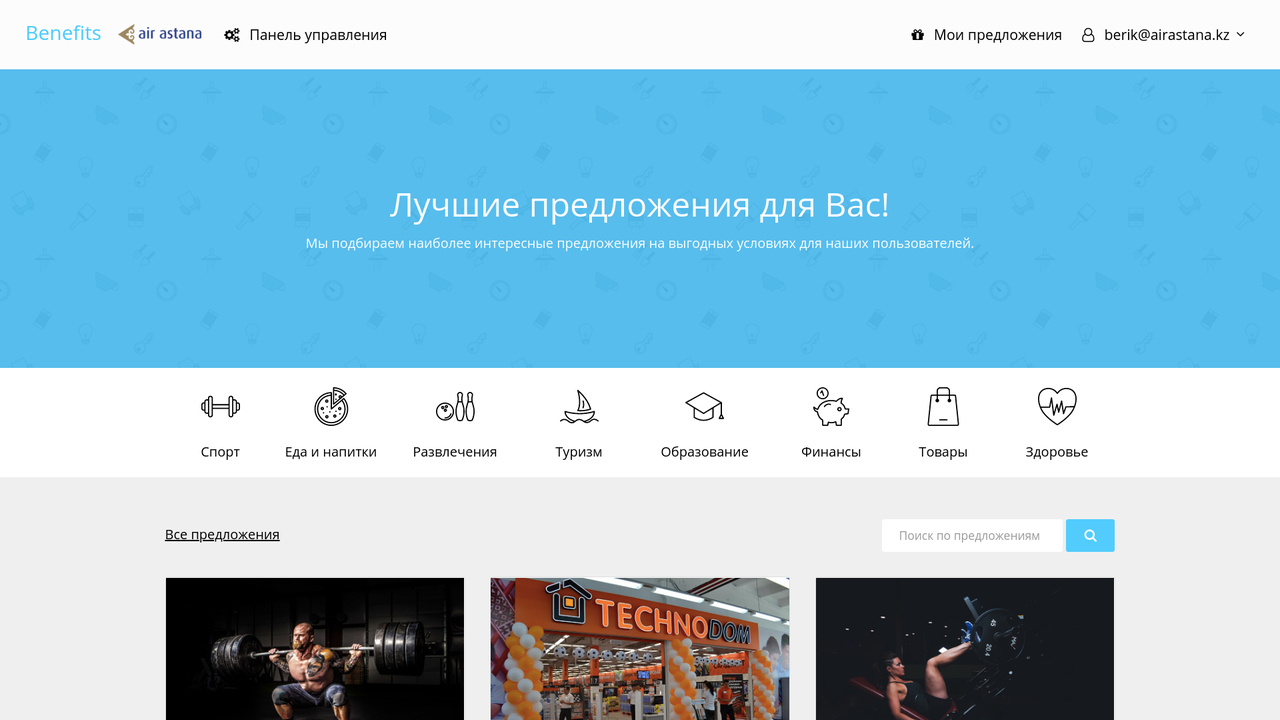 Benefits
air astana
Панель управления
Мои предложения
berik@airastana.kz
Лучшие предложения для Вас!
Мы подбираем наиболее интересные предложения на выгодных условиях для наших пользователей.
Спорт
Еда и напитки
Развлечения
Туризм
Образование
Финансы
Товары
Здоровье
Все предложения
Поиск по предложениям
TECHNODOM